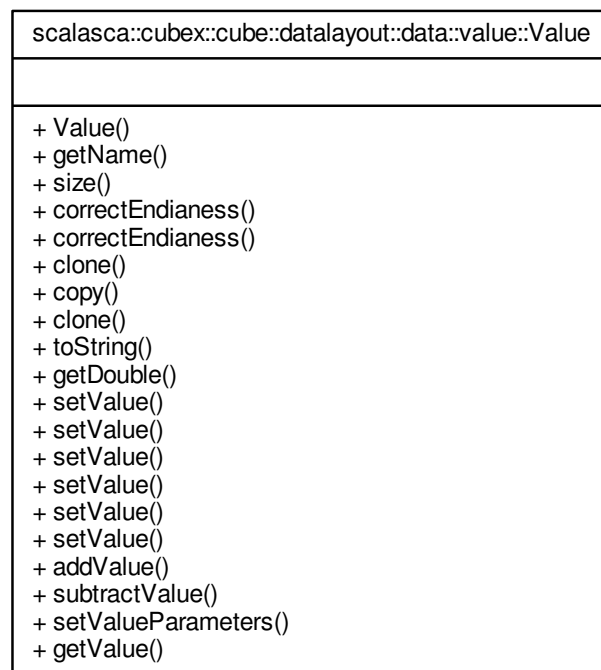 scalasca::cubex::cube::datalayout::data::value::Value
+ Value()
+ getName()
+ size()
+ correctEndianess()
+ correctEndianess()
+ clone()
+ copy()
+ clone()
+ toString()
+ getDouble()
+ setValue()
+ setValue()
+ setValue()
+ setValue()
+ setValue()
+ setValue()
+ addValue()
+ subtractValue()
+ setValueParameters()
+ getValue()